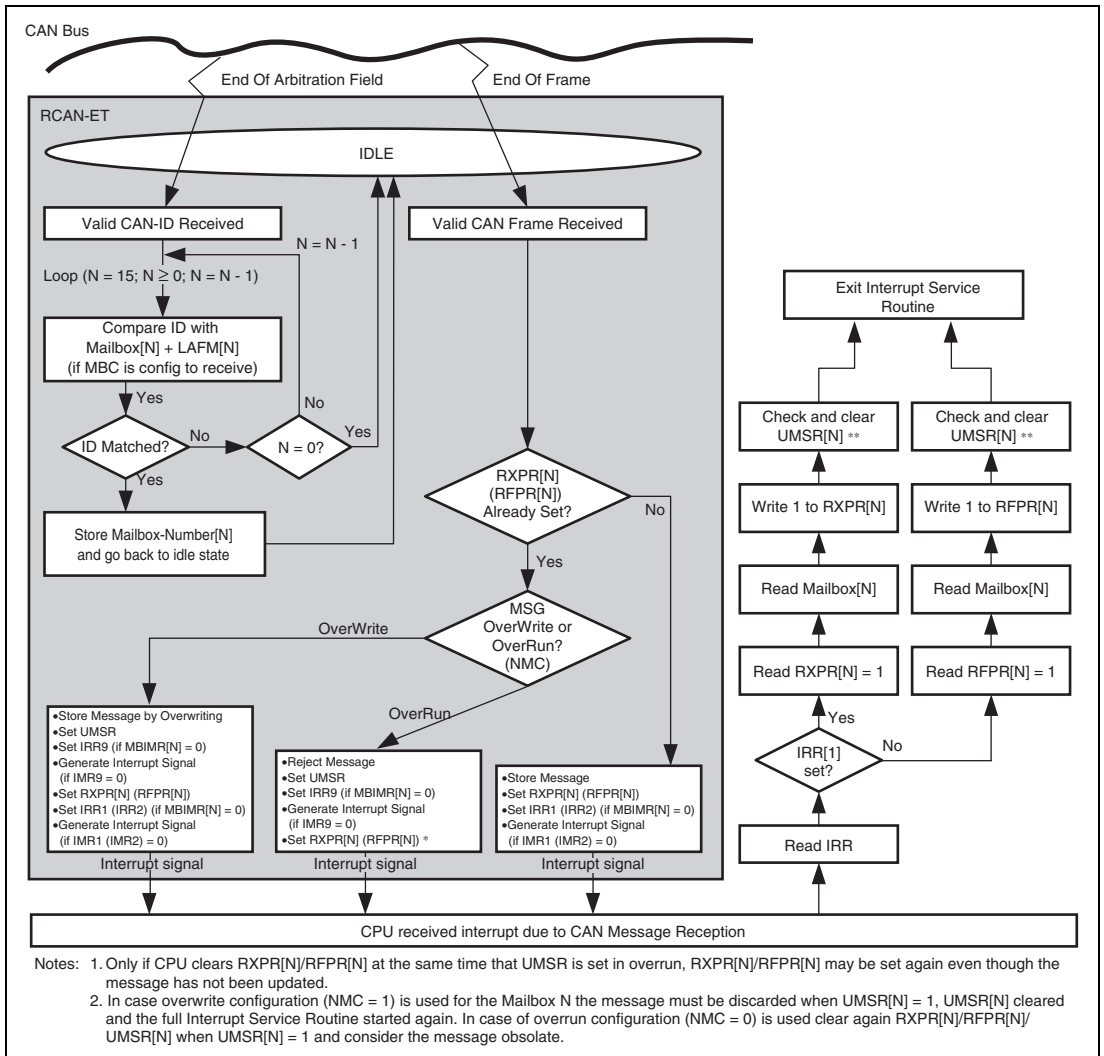 CAN Bus
End Of Arbitration Field
End Of Frame
RCAN-ET
IDLE
Valid CAN-ID Received
Valid CAN Frame Received
N = N - 1
Loop (N = 15; N ≥ 0; N = N - 1)
Compare ID with
Mailbox[N] + LAFM[N]
(if MBC is config to receive)
Yes
No
ID Matched?
No
N = 0?
Yes
Yes
Store Mailbox-Number[N]
and go back to idle state
RXPR[N]
(RFPR[N])
Already Set?
No
Yes
MSG
OverWrite or
OverRun?
(NMC)
OverWrite
OverRun
•Store Message by Overwriting
•Set UMSR
•Set IRR9 (if MBIMR[N] = 0)
•Generate Interrupt Signal
(if IMR9 = 0)
•Set RXPR[N] (RFPR[N])
•Set IRR1 (IRR2) (if MBIMR[N] = 0)
•Generate Interrupt Signal
(if IMR1 (IMR2) = 0)
Interrupt signal
•Reject Message
•Set UMSR
•Set IRR9 (if MBIMR[N] = 0)
•Generate Interrupt Signal
(if IMR9 = 0)
•Set RXPR[N] (RFPR[N]) *
Interrupt signal
•Store Message
•Set RXPR[N] (RFPR[N])
•Set IRR1 (IRR2) (if MBIMR[N] = 0)
•Generate Interrupt Signal
(if IMR1 (IMR2) = 0)
Interrupt signal
Exit Interrupt Service
Routine
Check and clear
UMSR[N] **
Check and clear
UMSR[N] **
Write 1 to RXPR[N]
Write 1 to RFPR[N]
Read Mailbox[N]
Read Mailbox[N]
Read RXPR[N] = 1
Read RFPR[N] = 1
Yes
IRR[1]
set?
No
Read IRR
CPU received interrupt due to CAN Message Reception
Notes: 1. Only if CPU clears RXPR[N]/RFPR[N] at the same time that UMSR is set in overrun, RXPR[N]/RFPR[N] may be set again even though the
message has not been updated.
2. In case overwrite configuration (NMC = 1) is used for the Mailbox N the message must be discarded when UMSR[N] = 1, UMSR[N] cleared
and the full Interrupt Service Routine started again. In case of overrun configuration (NMC = 0) is used clear again RXPR[N]/RFPR[N]/
UMSR[N] when UMSR[N] = 1 and consider the message obsolate.